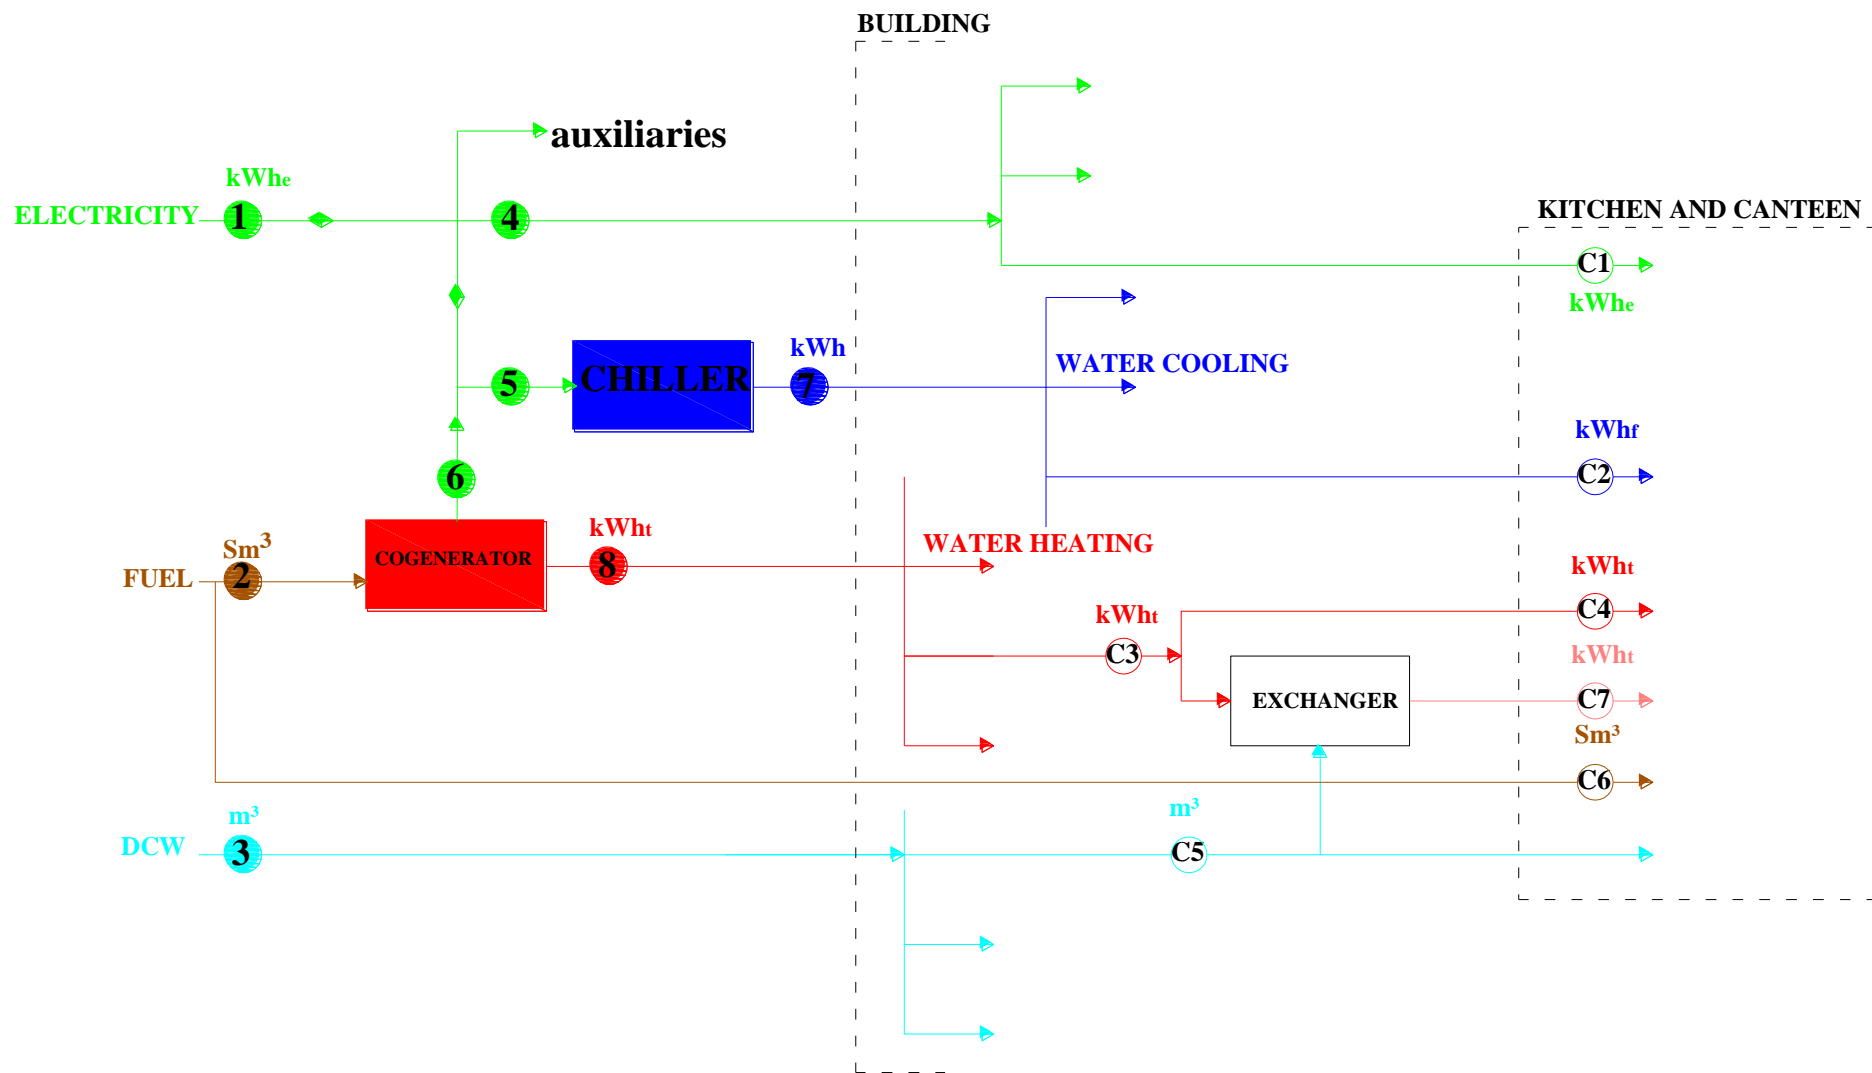 BUILDING
auxiliaries
kWhe
ELECTRICITY
1
4
KITCHEN AND CANTEEN
C1
kWhe
kWh
WATER COOLING
5
CHILLER
7
kWhf
6
C2
kWht
Sm³
COGENERATOR
WATER HEATING
FUEL
2
8
kWht
C4
kWht
C3
kWht
EXCHANGER
C7
Sm³
C6
m³
m³
DCW
3
C5